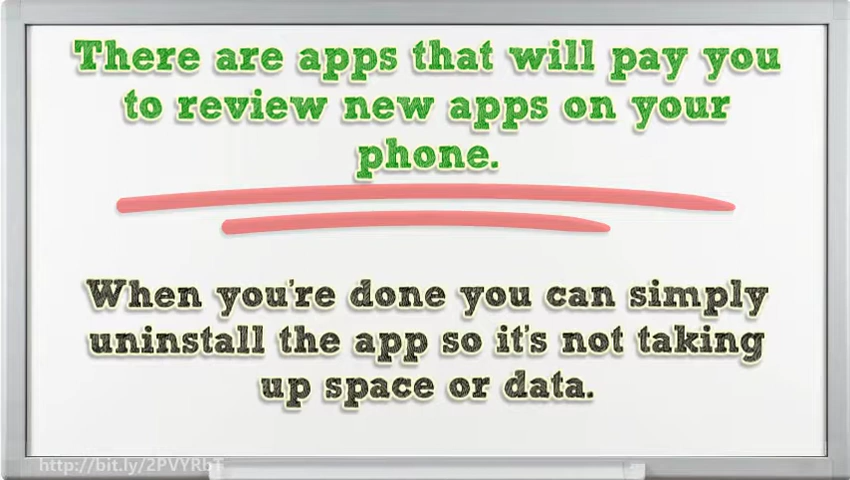 There are apps that will pay you
to review new apps on your
phone.
When you're done you can simply
uninstall the app so it's not taking
up space or data.
http://bit.ly/2PVYRbT